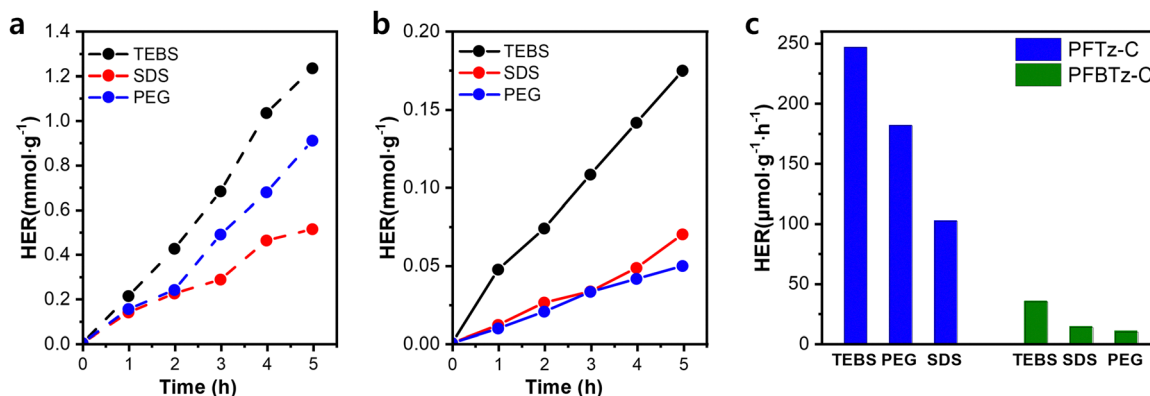 a
HER(mmol·g⁻¹)
1.4
1.2
1.0
0.8
0.6
0.4
0.2
0.0
TEBS
SDS
PEG
0 1 2 3 4 5
Time (h)
b
HER(mmol·g⁻¹)
0.20
0.15
0.10
0.05
0.00
TEBS
SDS
PEG
0 1 2 3 4 5
Time (h)
c
HER(μmol·g⁻¹·h⁻¹)
250
200
150
100
50
0
PFTz-C
PFBTz-C
TEBS PEG SDS
TEBS SDS PEG